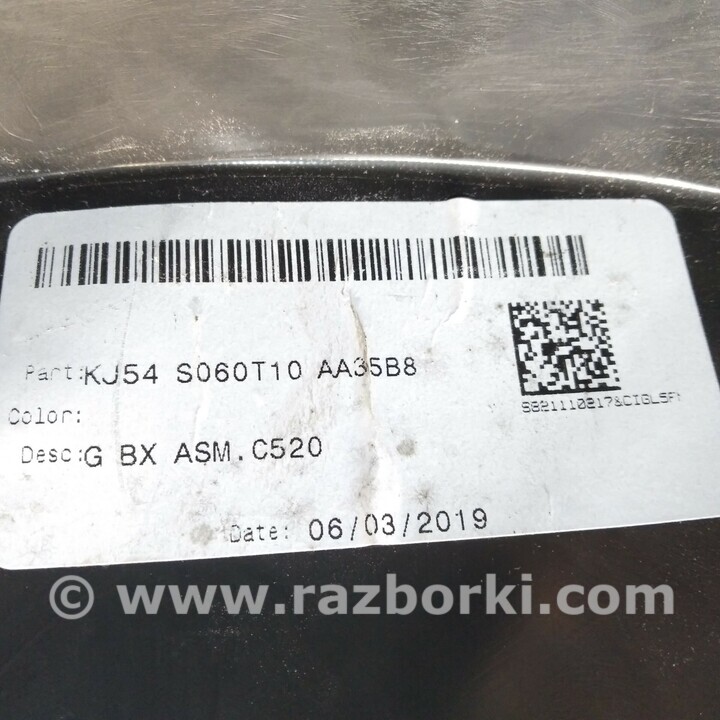 Part:KJ54 S060T10 AA35B8
Color:
Desc:G BX ASM.C520
Date: 06/03/2019
© www.razborki.com